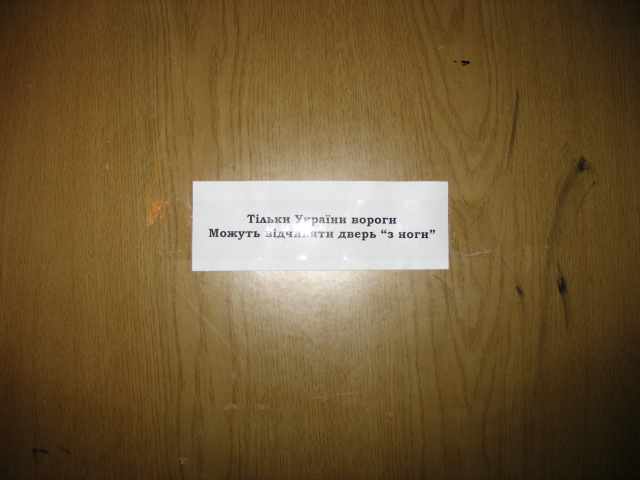 Тільки України вороги
Можуть відчиняти дверь “з ноги”